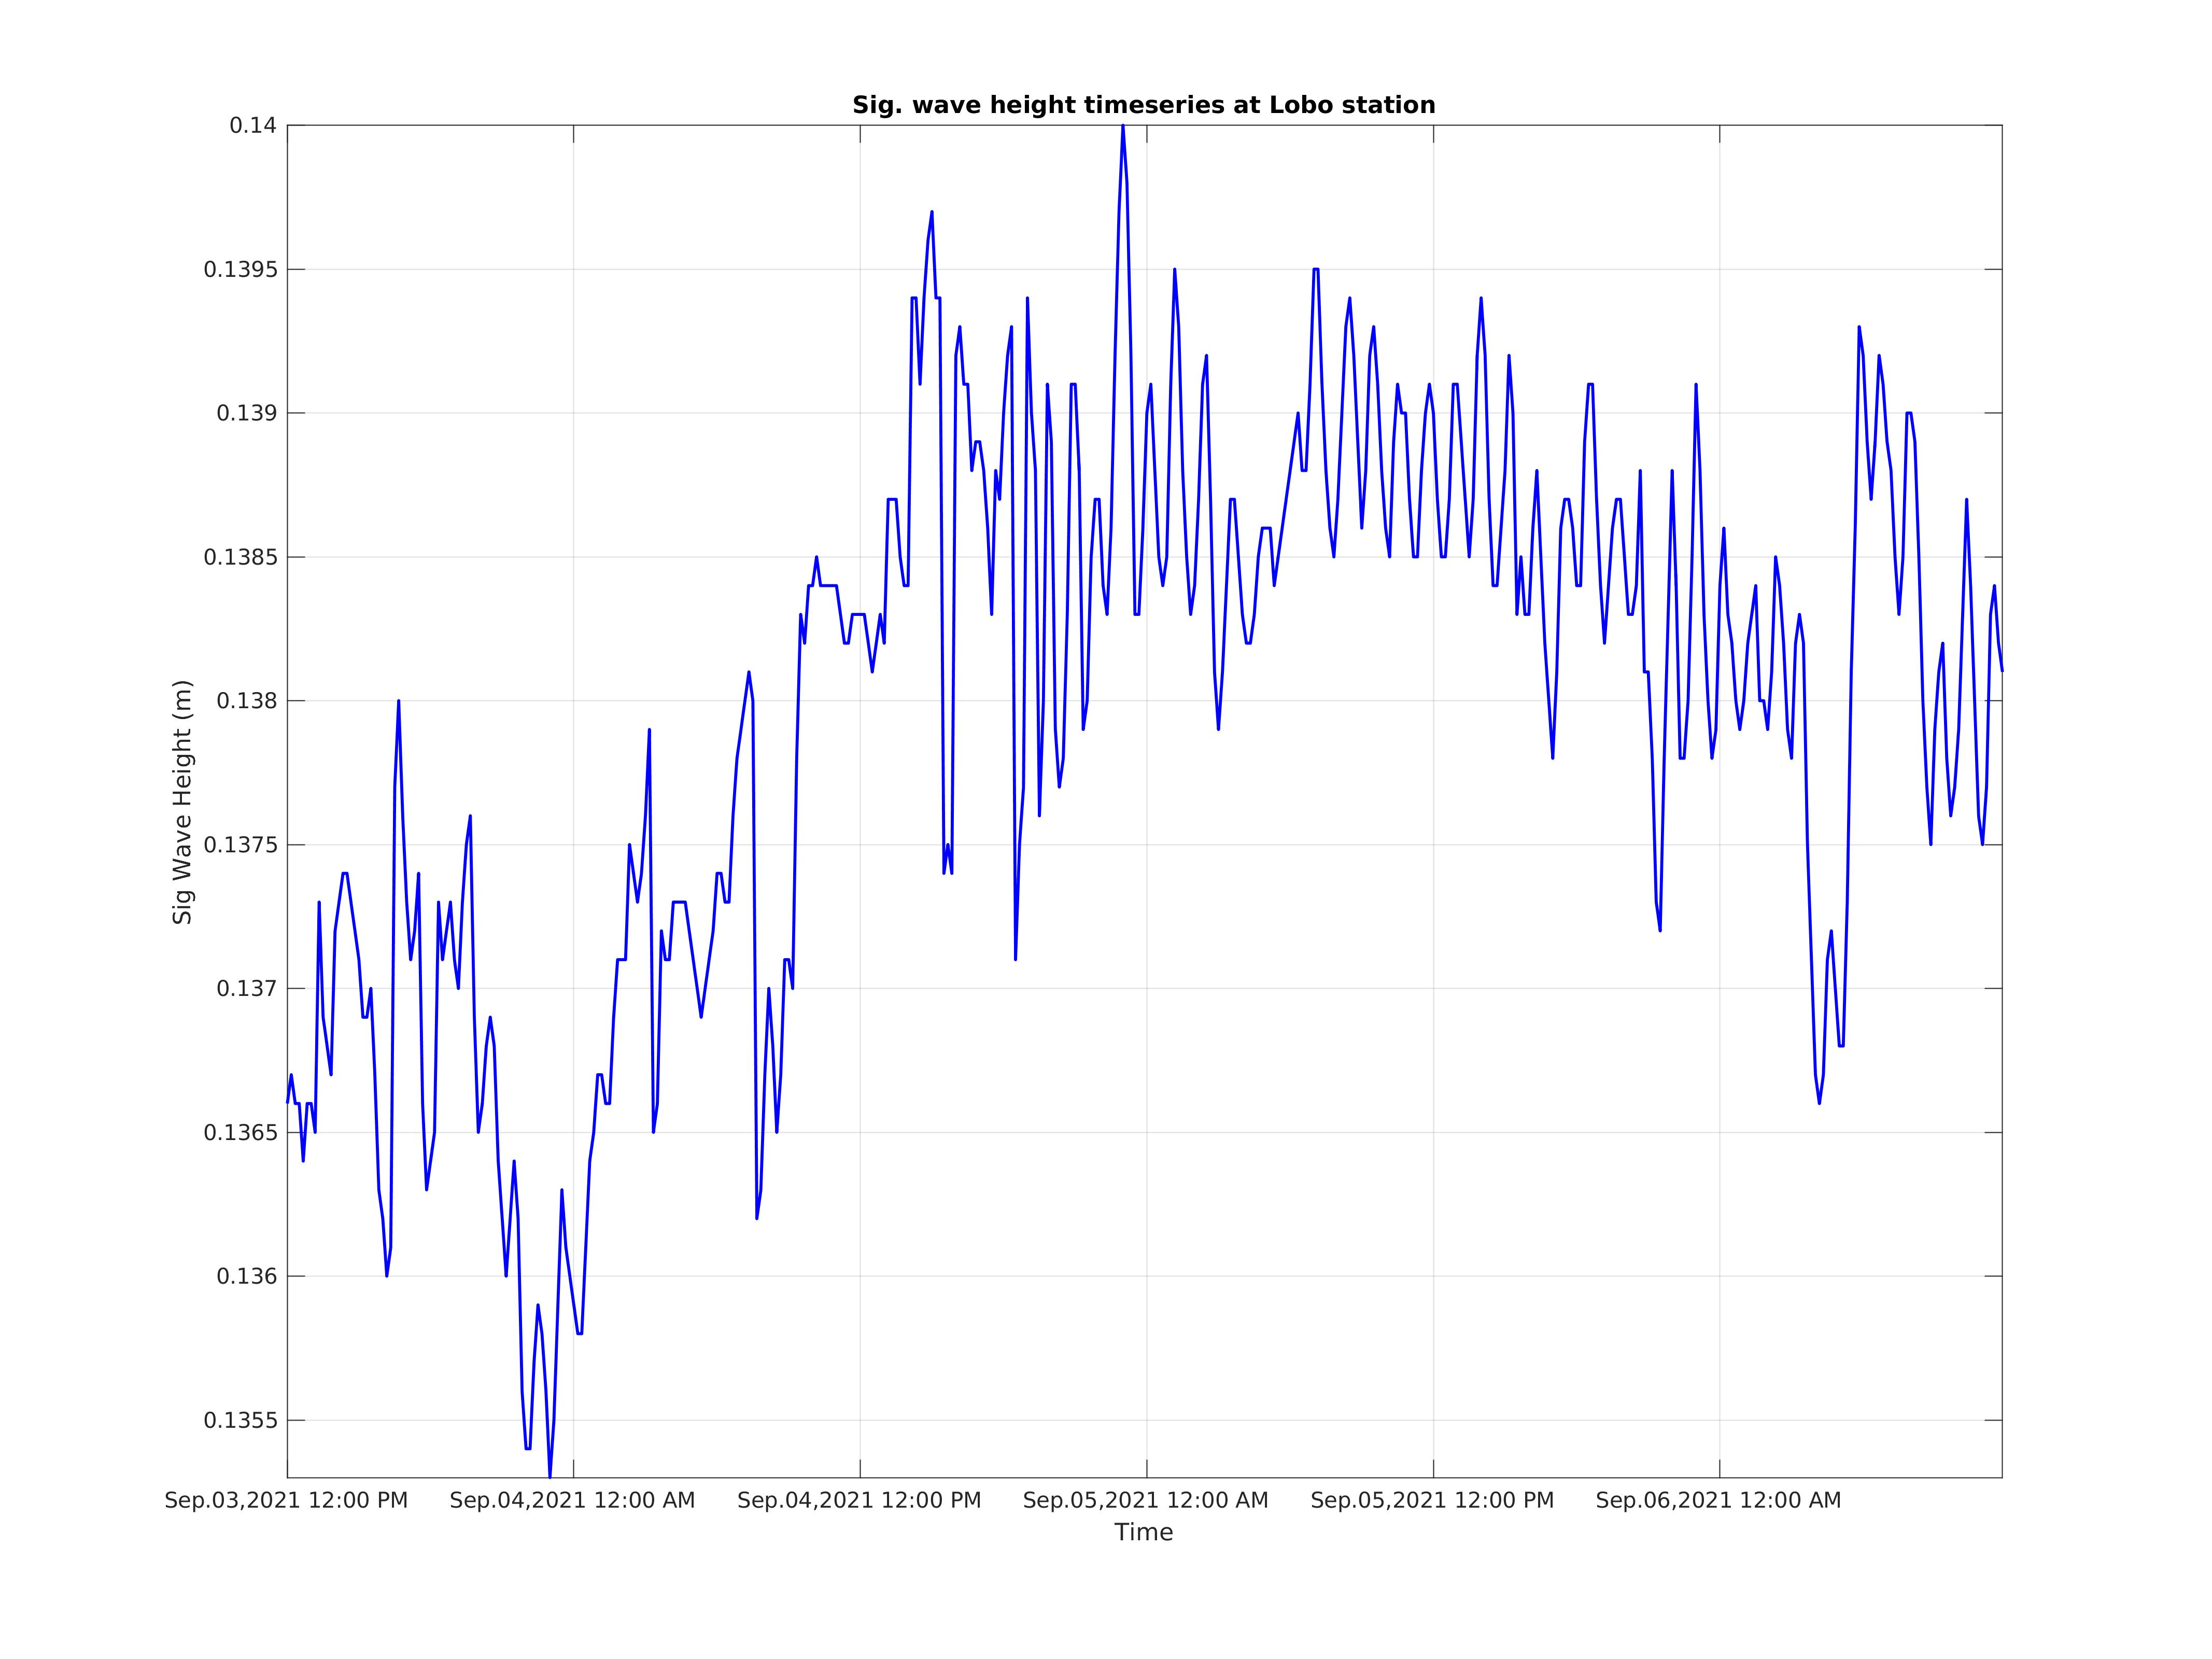 Sig. wave height timeseries at Lobo station
0.14
0.1395
0.139
0.1385
0.138
0.1375
0.137
0.1365
0.136
0.1355
Sig Wave Height (m)
Sep.03,2021 12:00 PM
Sep.04,2021 12:00 AM
Sep.04,2021 12:00 PM
Sep.05,2021 12:00 AM
Sep.05,2021 12:00 PM
Sep.06,2021 12:00 AM
Time